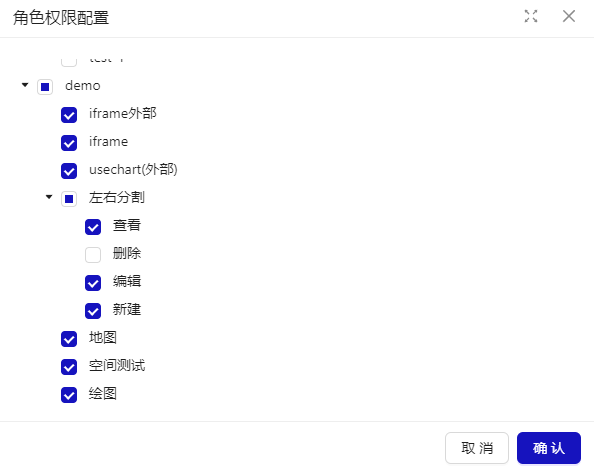 角色权限配置
demo
iframe外部
iframe
usechart(外部)
左右分割
查看
删除
编辑
新建
地图
空间测试
绘图
取 消
确 认